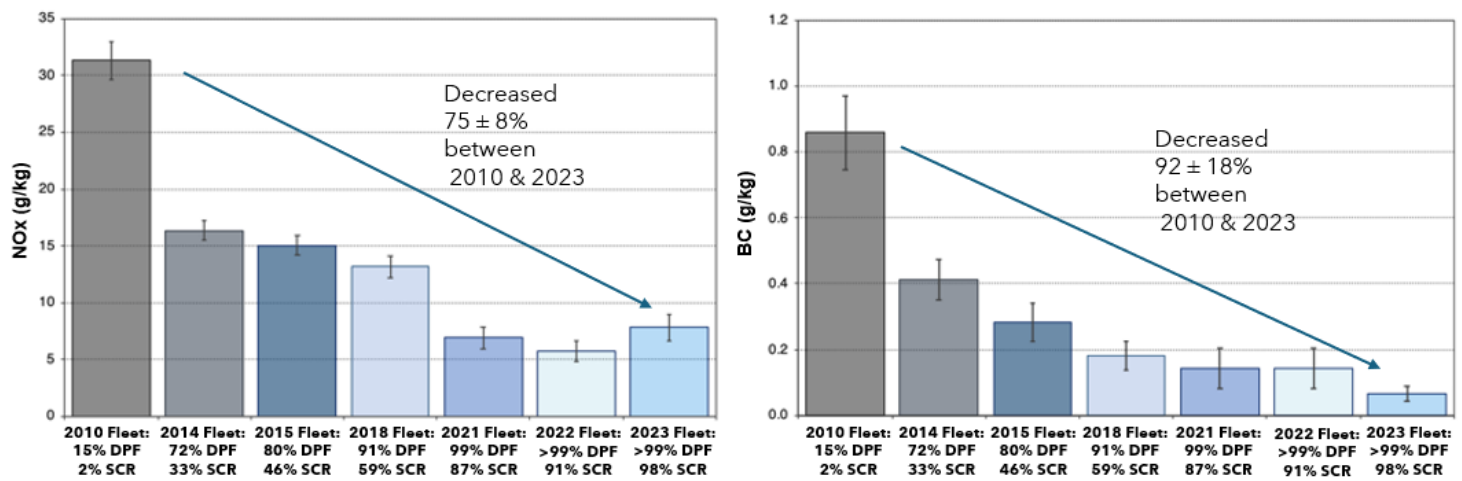 35
30
25
20
15
10
5
0
NOx (g/kg)
Decreased
75 ± 8%
between
2010 & 2023
2010 Fleet: 2014 Fleet: 2015 Fleet: 2018 Fleet: 2021 Fleet: 2022 Fleet: 2023 Fleet:
15% DPF 72% DPF 80% DPF 91% DPF 99% DPF >99% DPF >99% DPF
2% SCR 33% SCR 46% SCR 59% SCR 87% SCR 91% SCR 98% SCR
1.2
1.0
0.8
0.6
0.4
0.2
0.0
BC (g/kg)
Decreased
92 ± 18%
between
2010 & 2023
2010 Fleet: 2014 Fleet: 2015 Fleet: 2018 Fleet: 2021 Fleet: 2022 Fleet: 2023 Fleet:
15% DPF 72% DPF 80% DPF 91% DPF 99% DPF >99% DPF >99% DPF
2% SCR 33% SCR 46% SCR 59% SCR 87% SCR 91% SCR 98% SCR